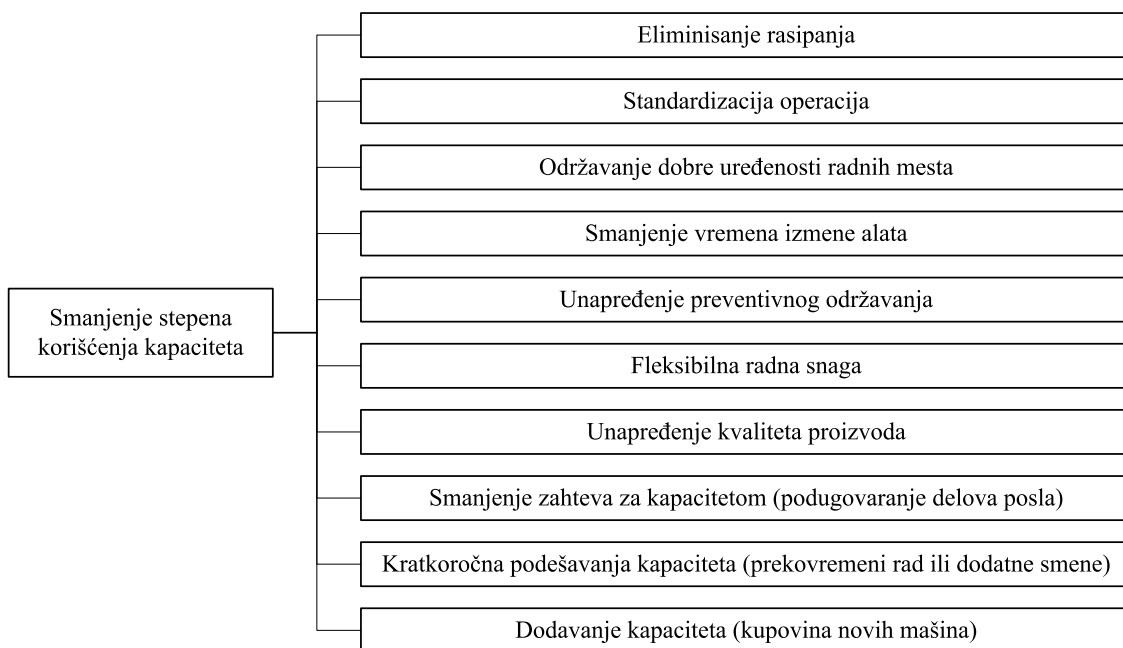 Eliminisanje rasipanja
Standardizacija operacija
Održavanje dobre uređenosti radnih mesta
Smanjenje vremena izmene alata
Unapređenje preventivnog održavanja
Smanjenje stepena
korišćenja kapaciteta
Fleksibilna radna snaga
Unapređenje kvaliteta proizvoda
Smanjenje zahteva za kapacitetom (podugovaranje delova posla)
Kratkoročna podešavanja kapaciteta (prekovremeni rad ili dodatne smene)
Dodavanje kapaciteta (kupovina novih mašina)